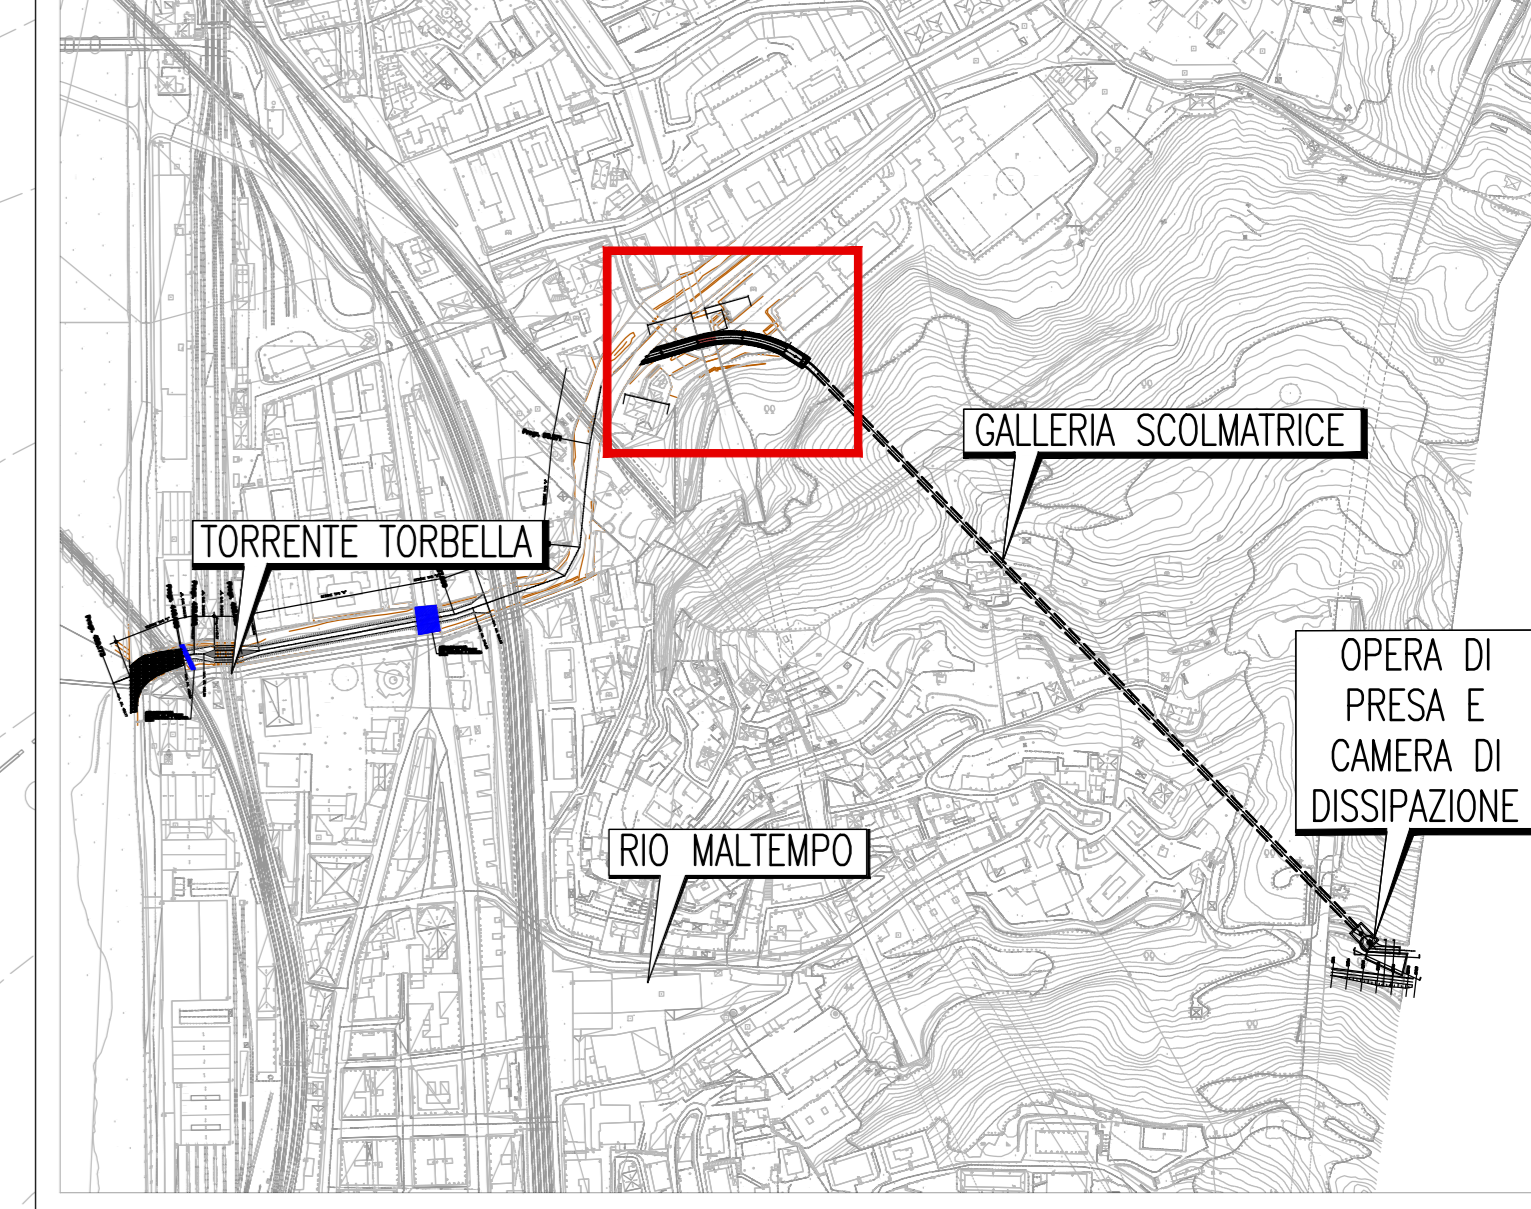 GALLERIA SCOLMATRICE
TORRENTE TORBELLA
OPERA DI
PRESA E
CAMERA DI
DISSIPAZIONE
RIO MALTEMPO